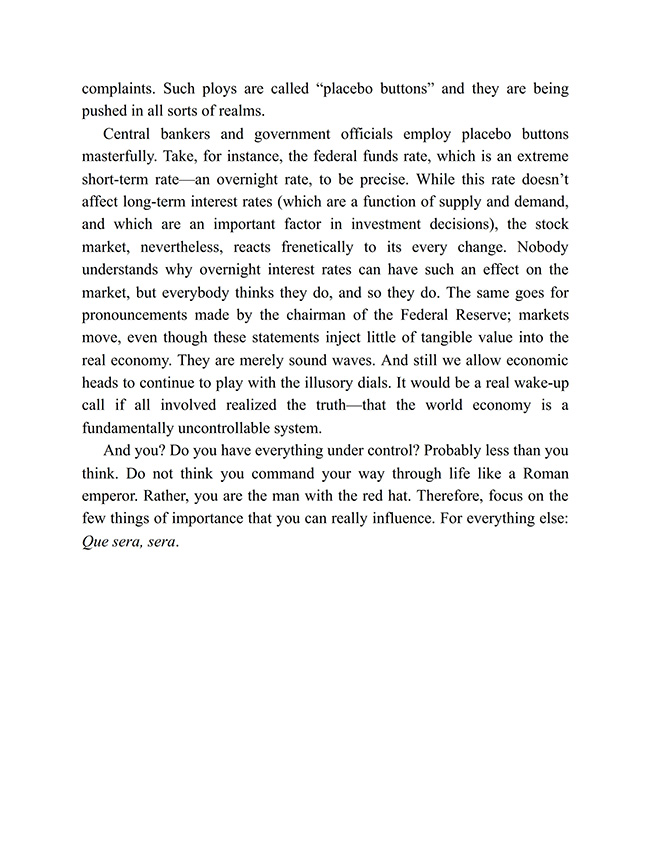 complaints. Such ploys are called “placebo buttons” and they are being
pushed in all sorts of realms.
Central bankers and government officials employ placebo buttons
masterfully. Take, for instance, the federal funds rate, which is an extreme
short-term rate—an overnight rate, to be precise. While this rate doesn’t
affect long-term interest rates (which are a function of supply and demand,
and which are an important factor in investment decisions), the stock
market, nevertheless, reacts frenetically to its every change. Nobody
understands why overnight interest rates can have such an effect on the
market, but everybody thinks they do, and so they do. The same goes for
pronouncements made by the chairman of the Federal Reserve; markets
move, even though these statements inject little of tangible value into the
real economy. They are merely sound waves. And still we allow economic
heads to continue to play with the illusory dials. It would be a real wake-up
call if all involved realized the truth—that the world economy is a
fundamentally uncontrollable system.
And you? Do you have everything under control? Probably less than you
think. Do not think you command your way through life like a Roman
emperor. Rather, you are the man with the red hat. Therefore, focus on the
few things of importance that you can really influence. For everything else:
Que sera, sera.